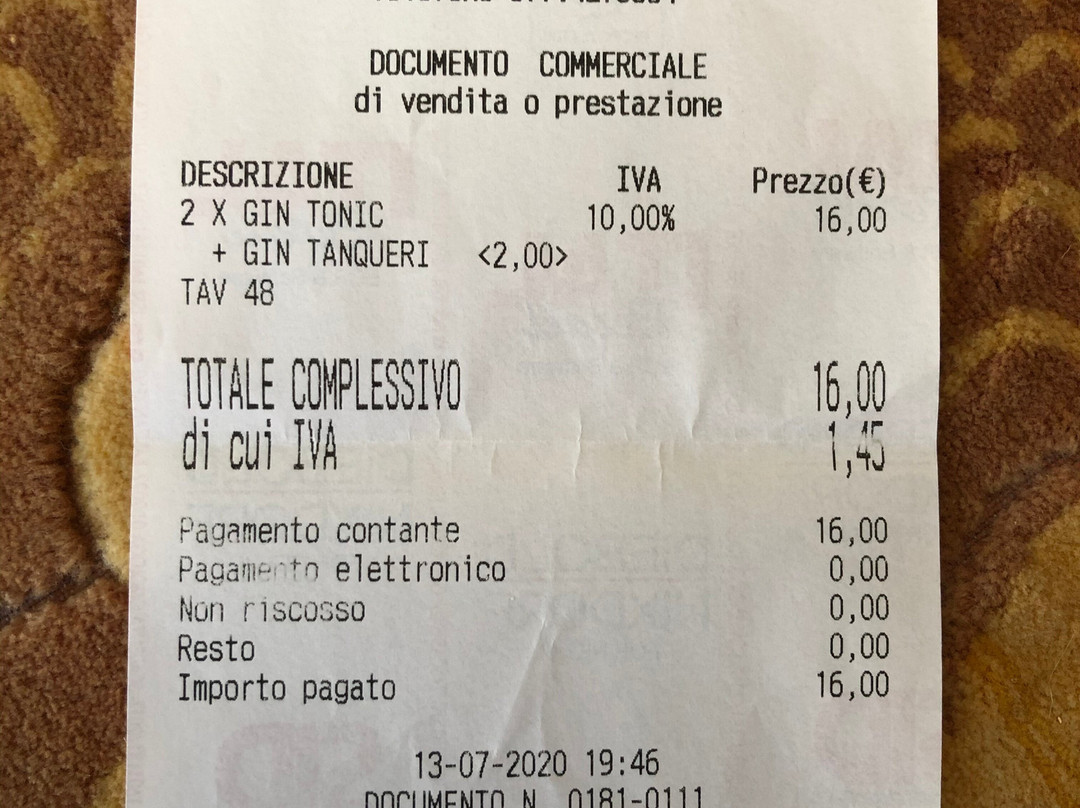 DOCUMENTO COMMERCIALE
di vendita o prestazione
DESCRIZIONE IVA Prezzo(€)
2 X GIN TONIC 10,00% 16,00
+ GIN TANQUERI <2,00>
TAV 48
TOTALE COMPLESSIVO 16,00
di cui IVA 1,45
Pagamento contante 16,00
Pagamento elettronico 0,00
Non riscosso 0,00
Resto 0,00
Importo pagato 16,00
13-07-2020 19:46
DOCUMENTO N. 0181-0111